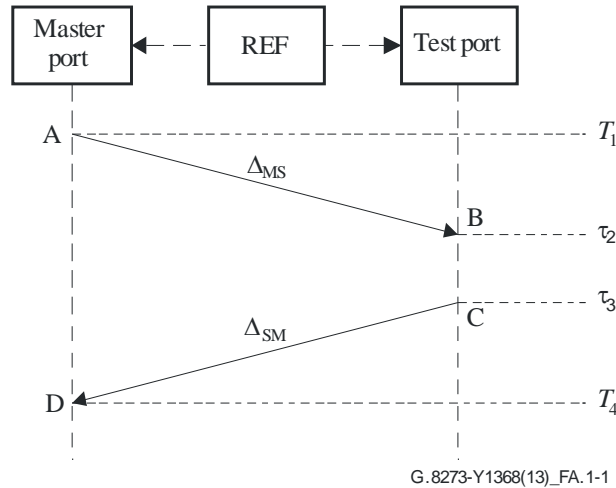 Master port
REF
Test port
A
T1
ΔMS
B
τ2
τ3
C
ΔSM
D
T4
G.8273-Y1368(13)_FA.1-1